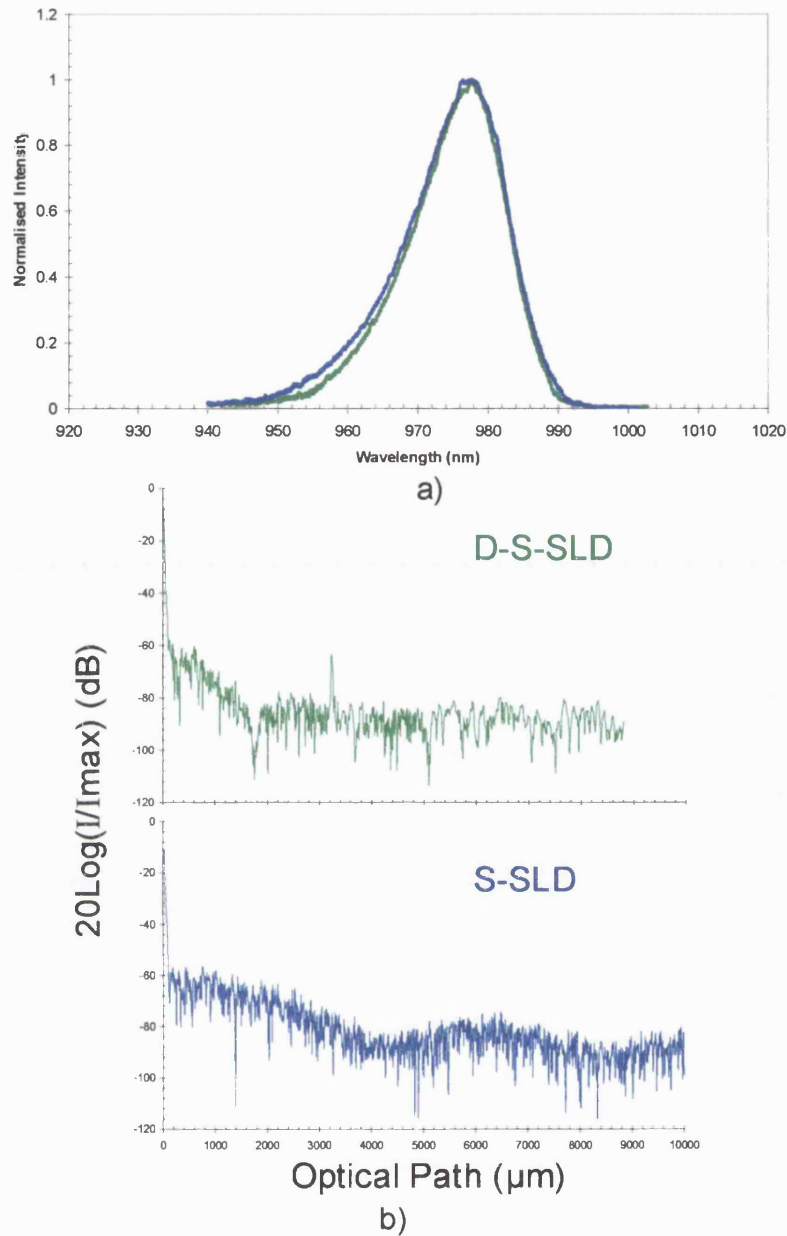 1.2
1
0.8
0.6
0.4
0.2
0
Normalised Intensity
920 930 940 950 960 970 980 990 1000 1010 1020
Wavelength (nm)
a)
0
-20
-40
-60
-80
-100
-120
D-S-SLD
20Log(I/Imax) (dB)
0
-20
-40
-60
-80
-100
-120
S-SLD
0 1000 2000 3000 4000 5000 6000 7000 8000 9000 10000
Optical Path (µm)
b)